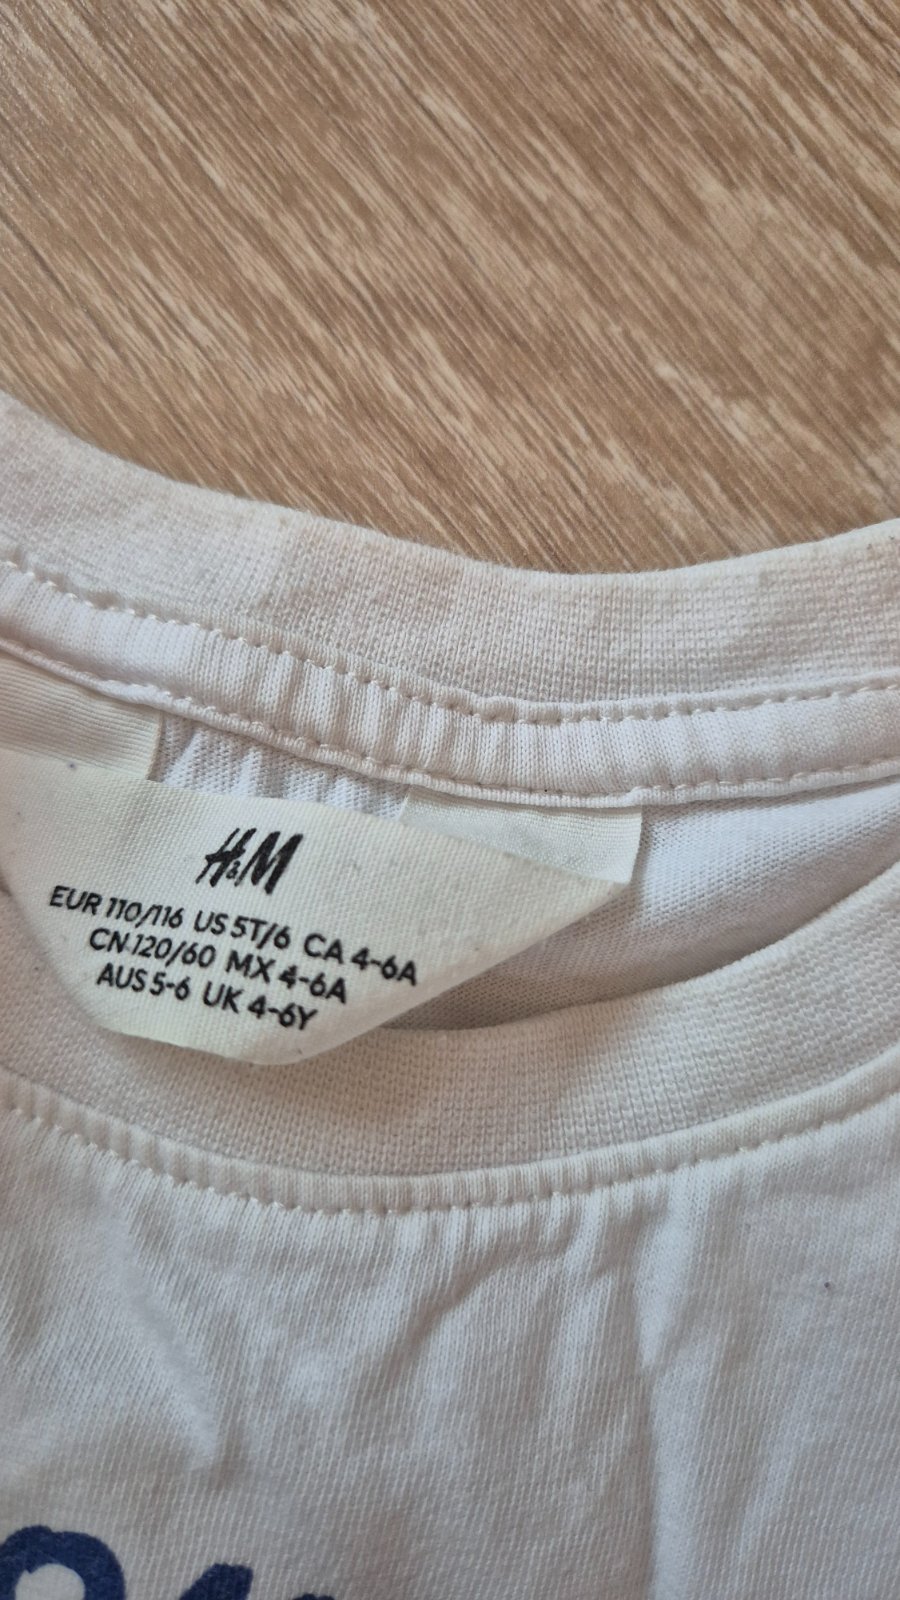 H&M
EUR 110/116 US 5T/6 CA 4-6A
CN 120/60 MX 4-6A
AUS 5-6 UK 4-6Y